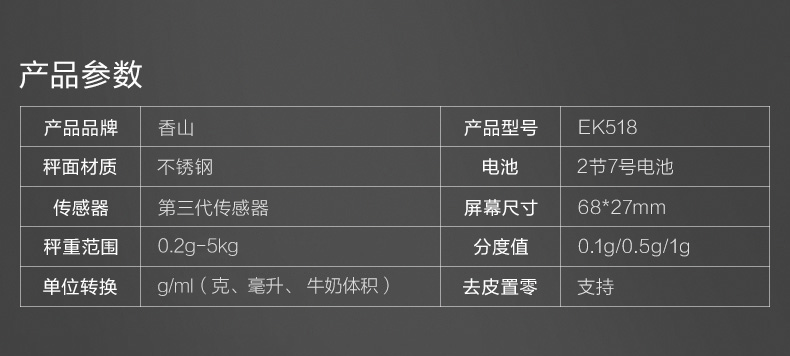 产品参数
产品品牌 香山 产品型号 EK518
秤面材质 不锈钢 电池 2节7号电池
传感器 第三代传感器 屏幕尺寸 68*27mm
秤重范围 0.2g-5kg 分度值 0.1g/0.5g/1g
单位转换 g/ml（克、毫升、牛奶体积） 去皮置零 支持